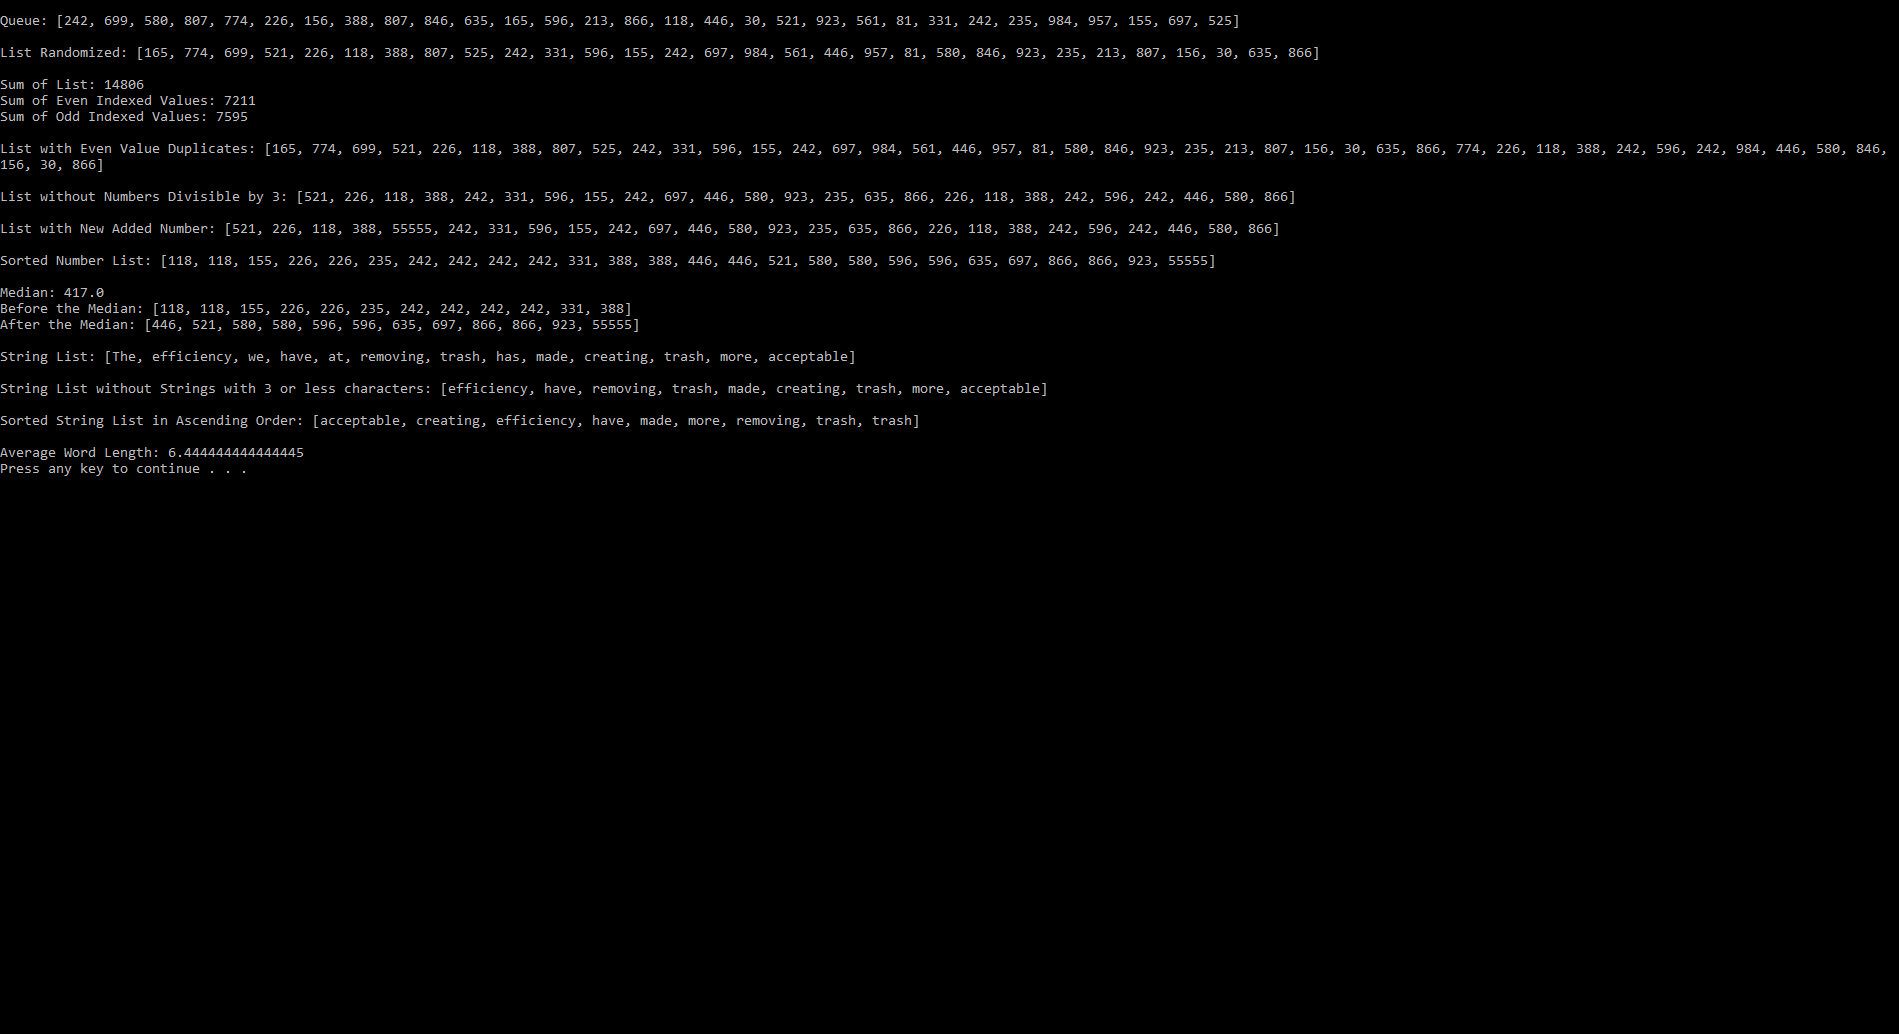 Queue: [242, 699, 580, 807, 774, 226, 156, 388, 807, 846, 635, 165, 596, 213, 866, 118, 446, 30, 521, 923, 561, 81, 331, 242, 235, 984, 957, 155, 697, 525]
List Randomized: [165, 774, 699, 521, 226, 118, 388, 807, 525, 242, 331, 596, 155, 242, 697, 984, 561, 446, 957, 81, 580, 846, 923, 235, 213, 807, 156, 30, 635, 866]
Sum of List: 14806
Sum of Even Indexed Values: 7211
Sum of Odd Indexed Values: 7595
List with Even Value Duplicates: [165, 774, 699, 521, 226, 118, 388, 807, 525, 242, 331, 596, 155, 242, 697, 984, 561, 446, 957, 81, 580, 846, 923, 235, 213, 807, 156, 30, 635, 866, 774, 226, 118, 388, 242, 596, 242, 984, 446, 580, 846,
156, 30, 866]
List without Numbers Divisible by 3: [521, 226, 118, 388, 242, 331, 596, 155, 242, 697, 446, 580, 923, 235, 635, 866, 226, 118, 388, 242, 596, 242, 446, 580, 866]
List with New Added Number: [521, 226, 118, 388, 55555, 242, 331, 596, 155, 242, 697, 446, 580, 923, 235, 635, 866, 226, 118, 388, 242, 596, 242, 446, 580, 866]
Sorted Number List: [118, 118, 155, 226, 226, 235, 242, 242, 242, 242, 331, 388, 388, 446, 446, 521, 580, 580, 596, 596, 635, 697, 866, 866, 923, 55555]
Median: 417.0
Before the Median: [118, 118, 155, 226, 226, 235, 242, 242, 242, 242, 331, 388]
After the Median: [446, 521, 580, 580, 596, 596, 635, 697, 866, 866, 923, 55555]
String List: [The, efficiency, we, have, at, removing, trash, has, made, creating, trash, more, acceptable]
String List without Strings with 3 or less characters: [efficiency, have, removing, trash, made, creating, trash, more, acceptable]
Sorted String List in Ascending Order: [acceptable, creating, efficiency, have, made, more, removing, trash, trash]
Average Word Length: 6.444444444444445
Press any key to continue . . .